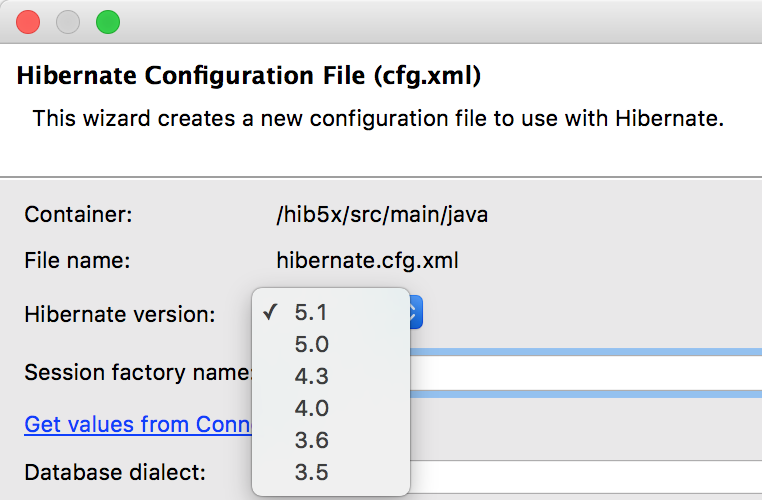 Hibernate Configuration File (cfg.xml)
This wizard creates a new configuration file to use with Hibernate.
Container: /hib5x/src/main/java
File name: hibernate.cfg.xml
Hibernate version: ✓ 5.1
5.0
Session factory name: 4.3
4.0
Get values from Conn
3.6
Database dialect: 3.5